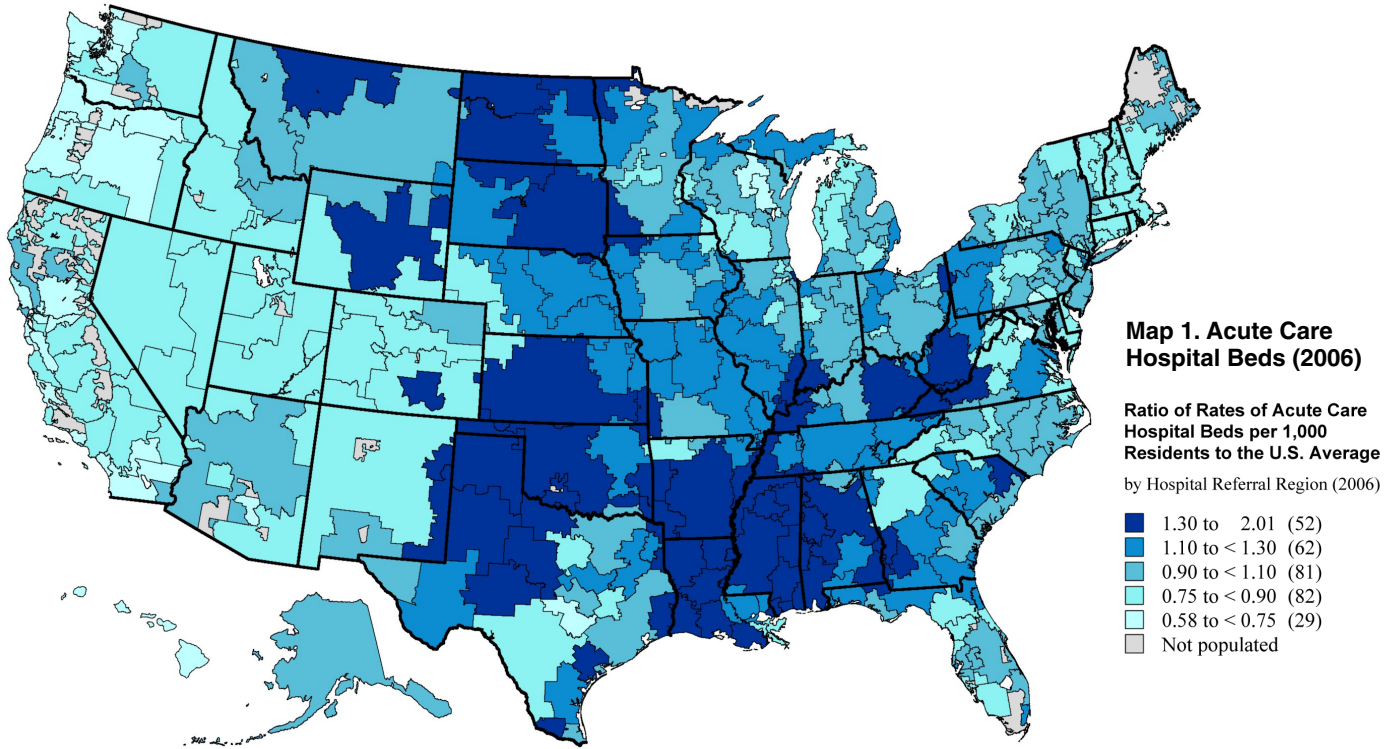 Map 1. Acute Care
Hospital Beds (2006)
Ratio of Rates of Acute Care
Hospital Beds per 1,000
Residents to the U.S. Average
by Hospital Referral Region (2006)
1.30 to 2.01 (52)
1.10 to < 1.30 (62)
0.90 to < 1.10 (81)
0.75 to < 0.90 (82)
0.58 to < 0.75 (29)
Not populated